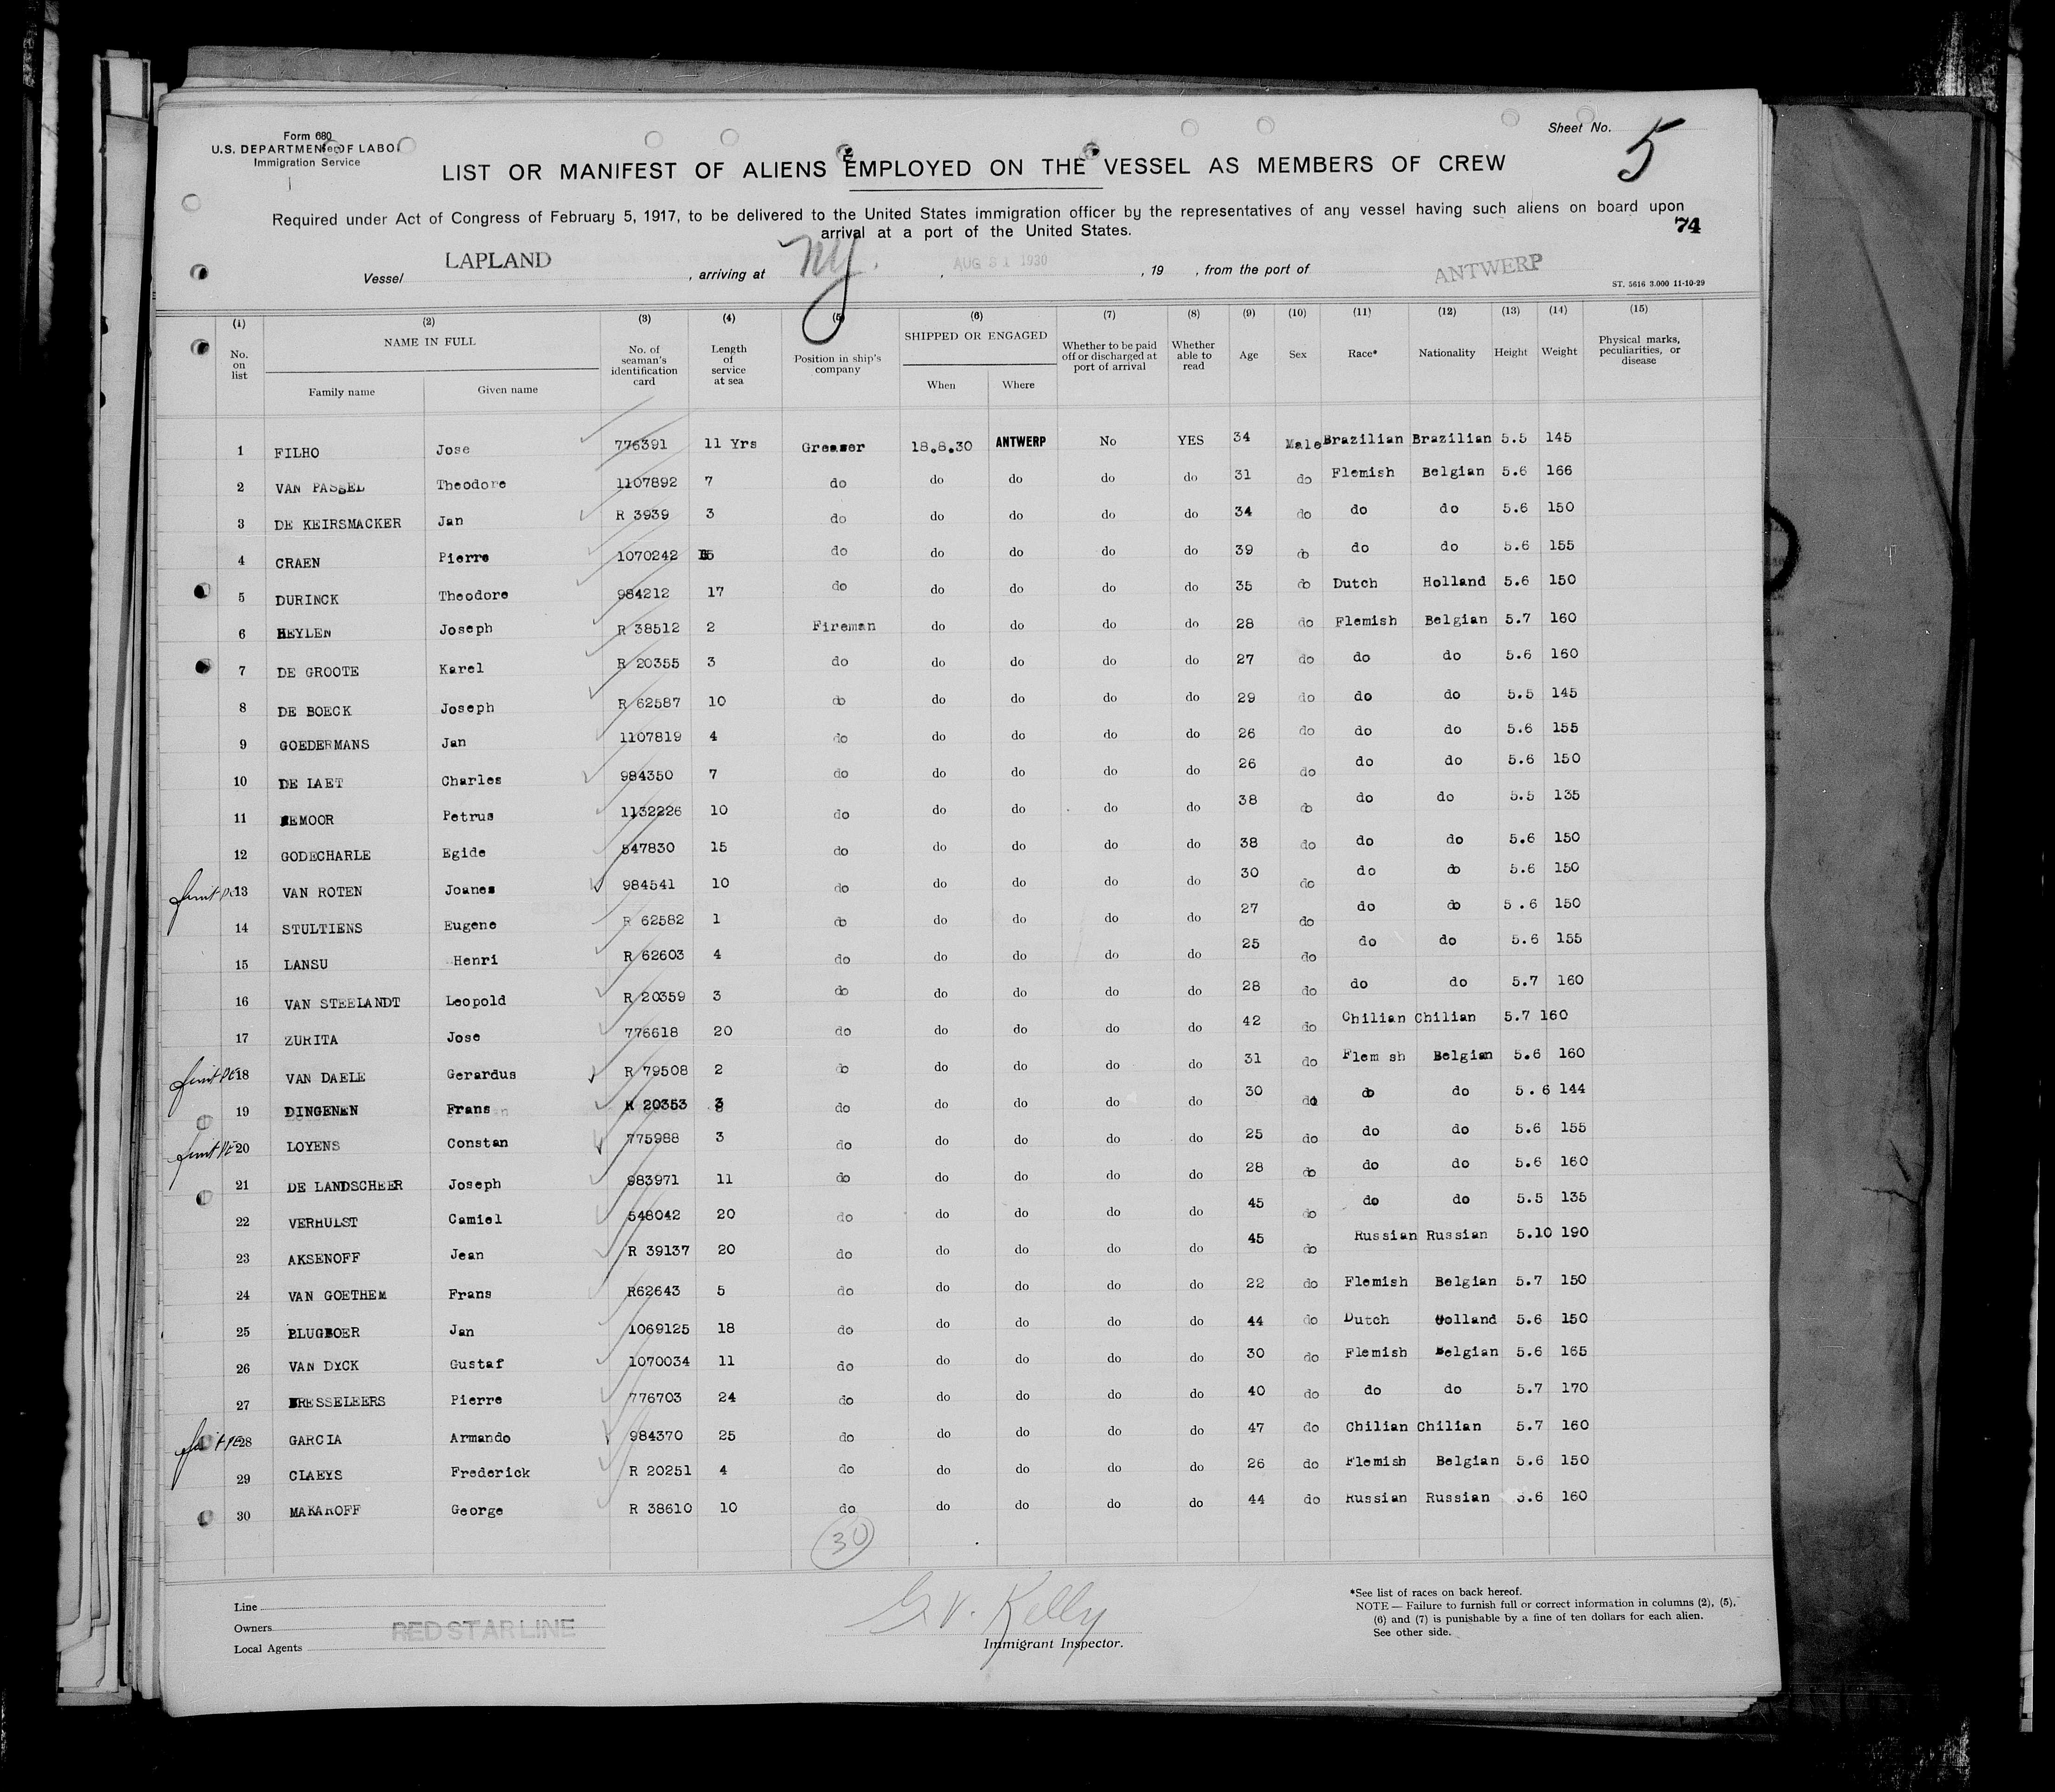 Form 680
U.S. DEPARTMENT OF LABOR
Immigration Service
Sheet No. 5
LIST OR MANIFEST OF ALIENS EMPLOYED ON THE VESSEL AS MEMBERS OF CREW
Required under Act of Congress of February 5, 1917, to be delivered to the United States immigration officer by the representatives of any vessel having such aliens on board upon
arrival at a port of the United States.
74
Vessel LAPLAND, arriving at NY. , AUG 31 1930, 19 , from the port of ANTWERP
ST. 5616 3.000 11-10-29
(1) (2) (3) (4) (5) (6) (7) (8) (9) (10) (11) (12) (13) (14) (15)
No. on list NAME IN FULL Family name Given name No. of seaman's identification card Length of service at sea Position in ship's company SHIPPED OR ENGAGED When Where Whether to be paid off or discharged at port of arrival Whether able to read Age Sex Race* Nationality Height Weight Physical marks, peculiarities, or disease
1 FILHO Jose 776391 11 Yrs Greaser 18.8.30 ANTWERP No YES 34 Male Brazilian Brazilian 5.5 145
2 VAN PASSEL Theodore 1107892 7 do do do do do 31 do Flemish Belgian 5.6 166
3 DE KEIRSMACKER Jan R 3939 3 do do do do do 34 do do do 5.6 150
4 CRAEN Pierre 1070242 do do do do do 39 do do do 5.6 155
5 DURINCK Theodore 984212 17 do do do do do 35 do Dutch Holland 5.6 150
6 HEYLEN Joseph R 38512 2 Fireman do do do do 28 do Flemish Belgian 5.7 160
7 DE GROOTE Karel R 20355 3 do do do do do 27 do do do 5.6 160
8 DE BOECK Joseph R 62587 10 do do do do do 29 do do do 5.5 145
9 GOEDERMANS Jan 1107819 4 do do do do do 26 do do do 5.6 155
10 DE LAET Charles 984350 7 do do do do do 26 do do do 5.6 150
11 EMOOR Petrus 1132226 10 do do do do do 38 do do do 5.5 135
12 GODECHARLE Egide 547830 15 do do do do do 38 do do do 5.6 150
13 VAN ROTEN Joanes 984541 10 do do do do do 30 do do do 5.6 150
14 STULTIENS Eugene R 62582 1 do do do do do 27 do do do 5.6 150
15 LANSU Henri R 62603 4 do do do do do 25 do do do 5.6 155
16 VAN STEELANDT Leopold R 20359 3 do do do do do 28 do do do 5.7 160
17 ZURITA Jose 776618 20 do do do do do 42 do Chilian Chilian 5.7 160
18 VAN DAELE Gerardus R 79508 2 do do do do do 31 do Flem sh Belgian 5.6 160
19 DINGENEN Frans R 20353 3 do do do do do 30 do do do 5.6 144
20 LOYENS Constan 775988 3 do do do do do 25 do do do 5.6 155
21 DE LANDSCHEER Joseph 983971 11 do do do do do 28 do do do 5.6 160
22 VERHULST Camiel 548042 20 do do do do do 45 do do do 5.5 135
23 AKSENOFF Jean R 39137 20 do do do do do 45 do Russian Russian 5.10 190
24 VAN GOETHEM Frans R62643 5 do do do do do 22 do Flemish Belgian 5.7 150
25 PLUGBOER Jan 1069125 18 do do do do do 44 do Dutch Holland 5.6 150
26 VAN DYCK Gustaf 1070034 11 do do do do do 30 do Flemish Belgian 5.6 165
27 BRESSELEERS Pierre 776703 24 do do do do do 40 do do do 5.7 170
28 GARCIA Armando 984370 25 do do do do do 47 do Chilian Chilian 5.7 160
29 CLAEYS Frederick R 20251 4 do do do do do 26 do Flemish Belgian 5.6 150
30 MAKAROFF George R 38610 10 do do do do do 44 do Russian Russian 5.6 160
30
Line
Owners RED STAR LINE
Local Agents
G. V. Kelly
Immigrant Inspector.
*See list of races on back hereof.
NOTE — Failure to furnish full or correct information in columns (2), (5),
(6) and (7) is punishable by a fine of ten dollars for each alien.
See other side.